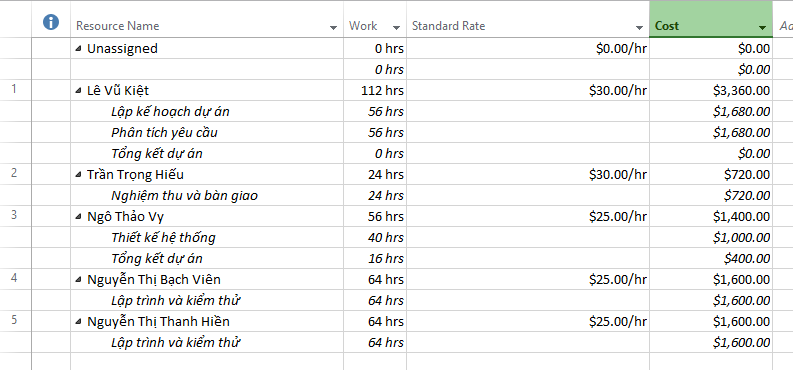 Resource Name Work Standard Rate Cost Ad
Unassigned 0 hrs $0.00/hr $0.00
0 hrs $0.00
1 Lê Vũ Kiệt 112 hrs $30.00/hr $3,360.00
Lập kế hoạch dự án 56 hrs $1,680.00
Phân tích yêu cầu 56 hrs $1,680.00
Tổng kết dự án 0 hrs $0.00
2 Trần Trọng Hiếu 24 hrs $30.00/hr $720.00
Nghiệm thu và bàn giao 24 hrs $720.00
3 Ngô Thảo Vy 56 hrs $25.00/hr $1,400.00
Thiết kế hệ thống 40 hrs $1,000.00
Tổng kết dự án 16 hrs $400.00
4 Nguyễn Thị Bạch Viên 64 hrs $25.00/hr $1,600.00
Lập trình và kiểm thử 64 hrs $1,600.00
5 Nguyễn Thị Thanh Hiền 64 hrs $25.00/hr $1,600.00
Lập trình và kiểm thử 64 hrs $1,600.00